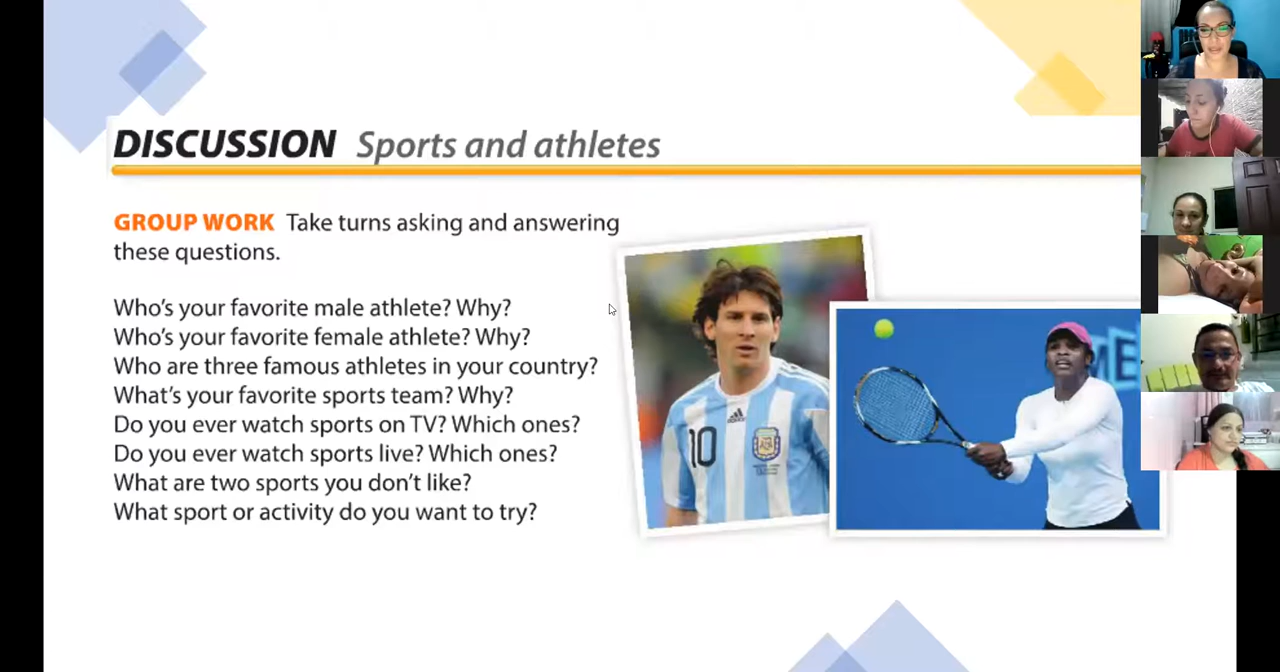 DISCUSSION Sports and athletes
GROUP WORK Take turns asking and answering
these questions.
Who's your favorite male athlete? Why?
Who's your favorite female athlete? Why?
Who are three famous athletes in your country?
What's your favorite sports team? Why?
Do you ever watch sports on TV? Which ones?
Do you ever watch sports live? Which ones?
What are two sports you don't like?
What sport or activity do you want to try?
10
adidas
ME